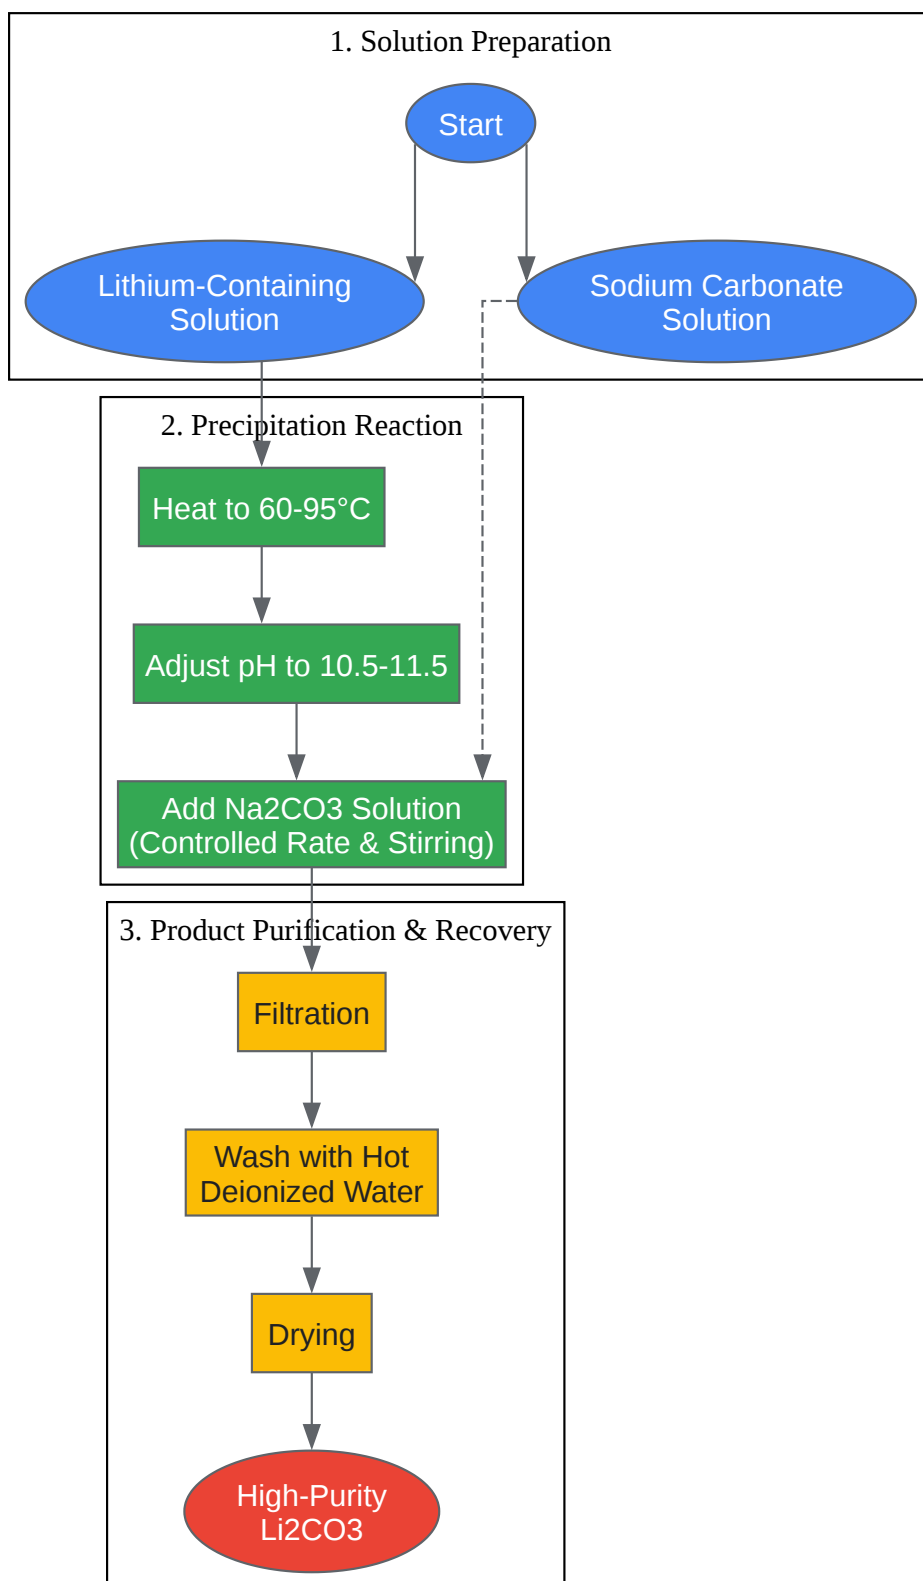 1. Solution Preparation
Start
Lithium-Containing
Solution
Sodium Carbonate
Solution
2. Precipitation Reaction
Heat to 60-95°C
Adjust pH to 10.5-11.5
Add Na2CO3 Solution
(Controlled Rate & Stirring)
3. Product Purification & Recovery
Filtration
Wash with Hot
Deionized Water
Drying
High-Purity
Li2CO3